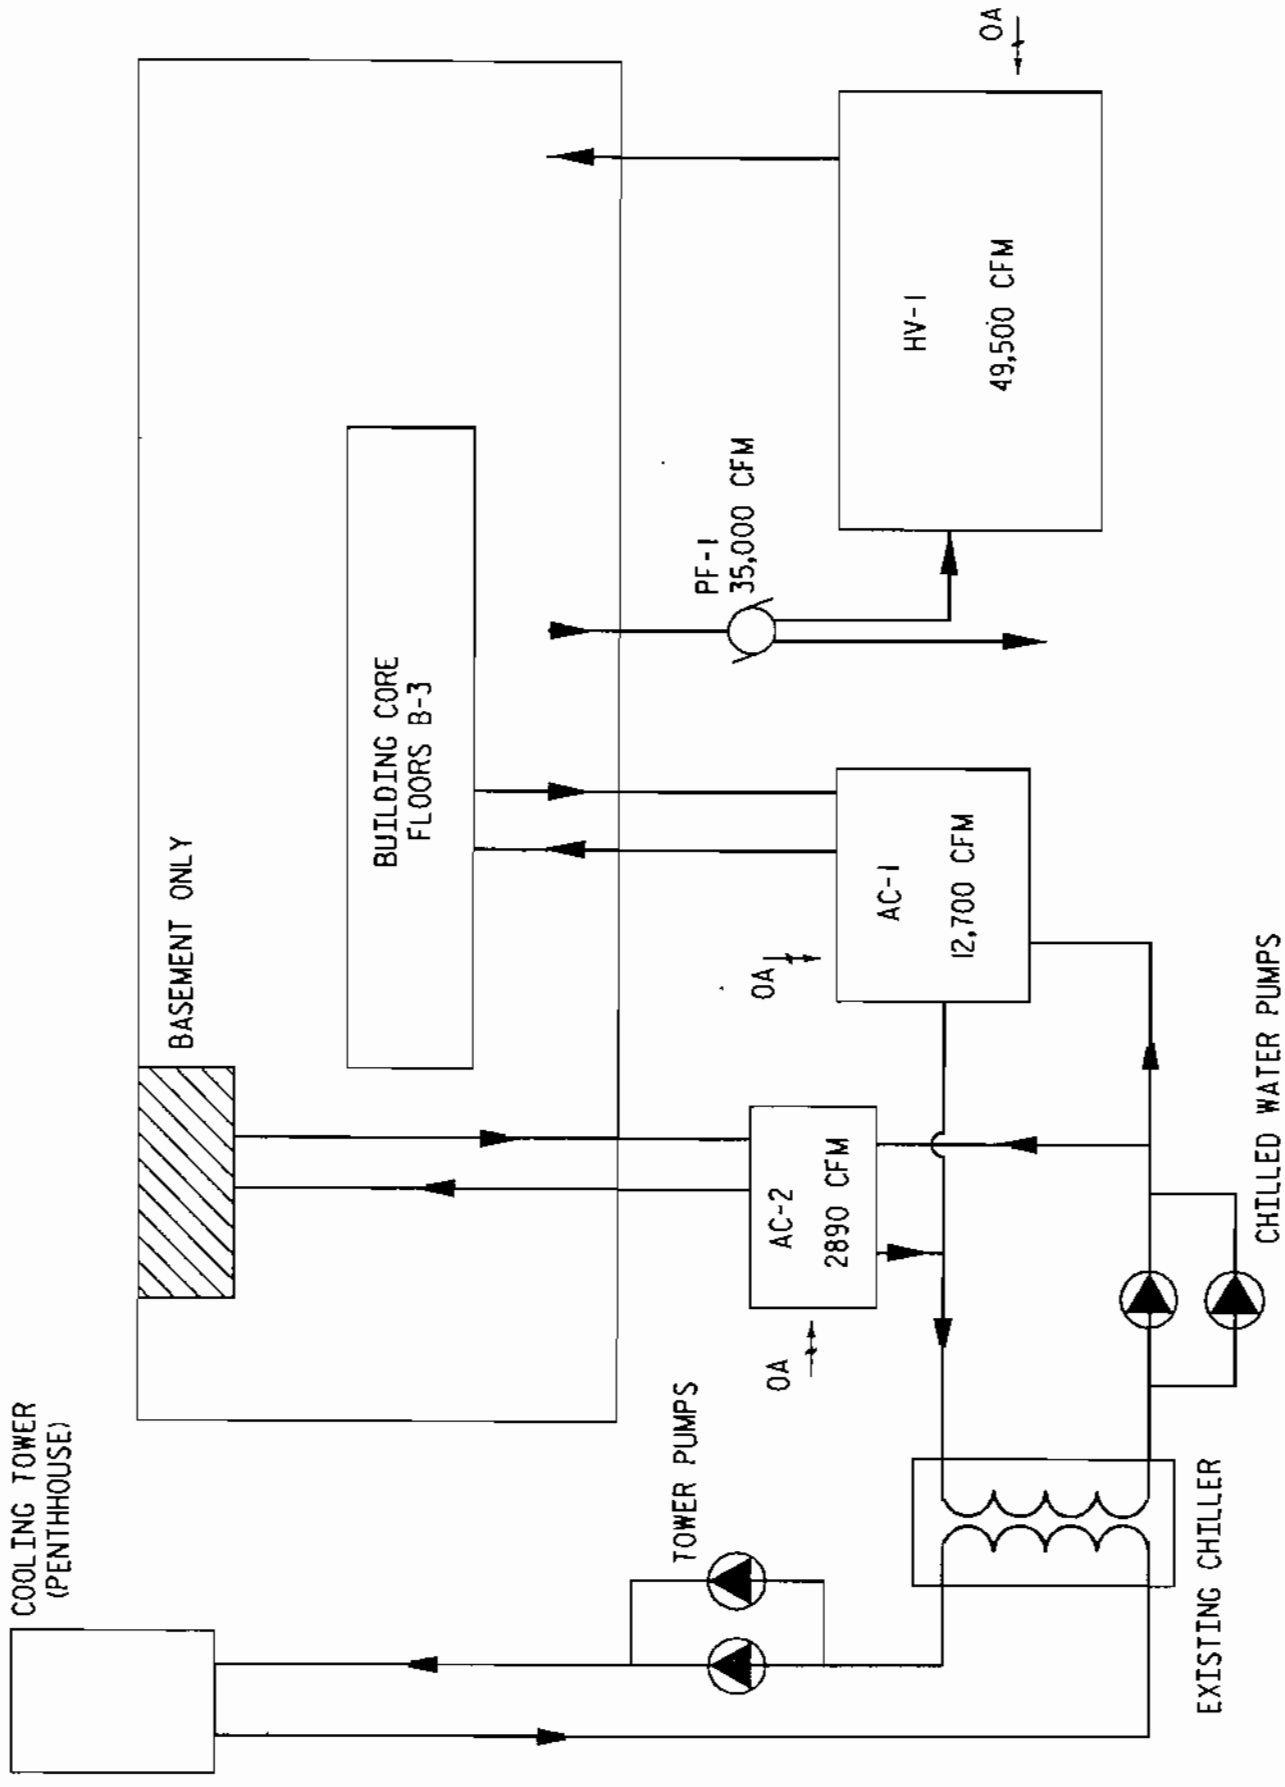 COOLING TOWER
(PENTHHOUSE)
BASEMENT ONLY
BUILDING CORE
FLOORS B-3
TOWER PUMPS
OA
AC-2
2890 CFM
OA
AC-1
12,700 CFM
PF-1
35,000 CFM
HV-1
49,500 CFM
OA
EXISTING CHILLER
CHILLED WATER PUMPS